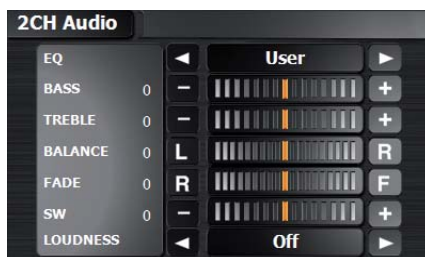 2CH Audio
EQ User
BASS 0 − +
TREBLE 0 − +
BALANCE 0 L R
FADE 0 R F
SW 0 − +
LOUDNESS Off